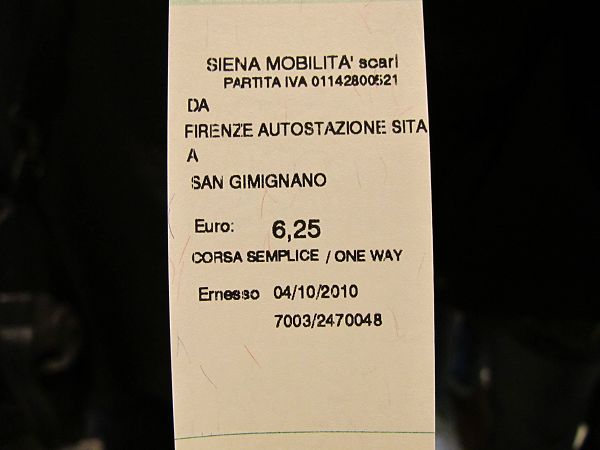 SIENA MOBILITA' scarl
PARTITA IVA 01142800521
DA
FIRENZE AUTOSTAZIONE SITA
A
SAN GIMIGNANO
Euro: 6,25
CORSA SEMPLICE / ONE WAY
Emesso 04/10/2010
7003/2470048